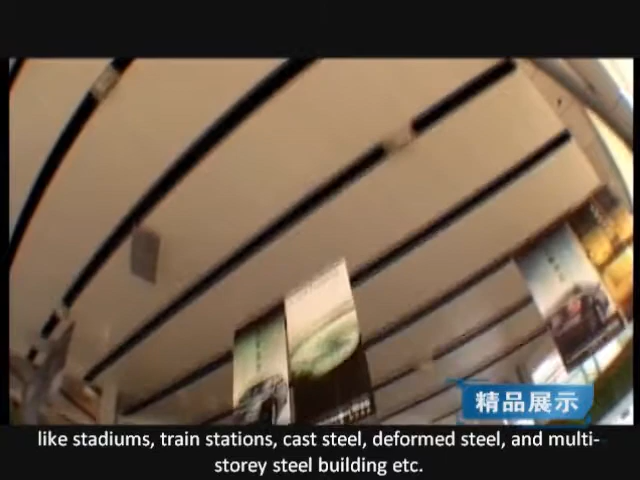 精品展示
like stadiums, train stations, cast steel, deformed steel, and multi-
storey steel building etc.